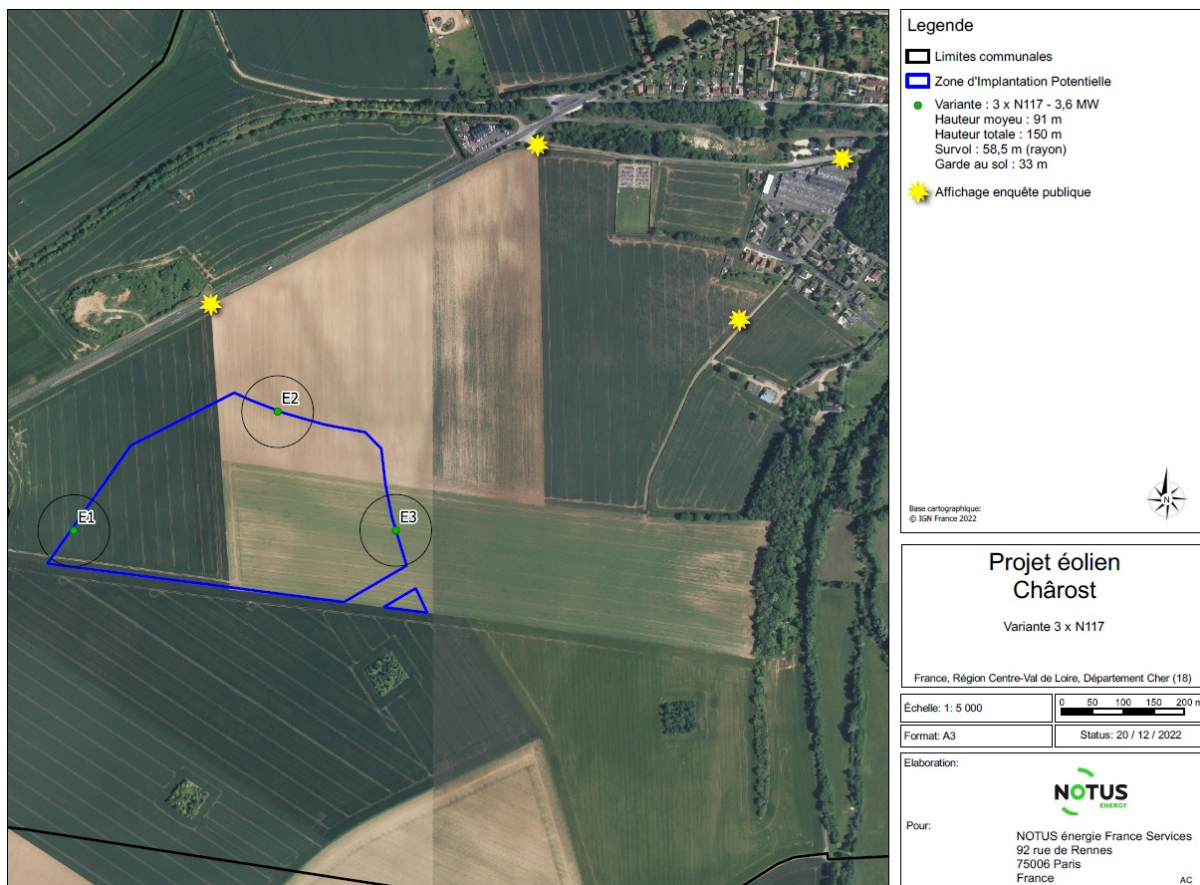 E2
E1
E3
Legende
Limites communales
Zone d'Implantation Potentielle
Variante : 3 x N117 - 3,6 MW
Hauteur moyeu : 91 m
Hauteur totale : 150 m
Survol : 58,5 m (rayon)
Garde au sol : 33 m
Affichage enquête publique
N
Base cartographique:
© IGN France 2022
Projet éolien
Chârost
Variante 3 x N117
France, Région Centre-Val de Loire, Département Cher (18)
Échelle: 1: 5 000
0 50 100 150 200 m
Format: A3
Status: 20 / 12 / 2022
Elaboration:
NOTUS
ENERGY
Pour:
NOTUS énergie France Services
92 rue de Rennes
75006 Paris
France
AC